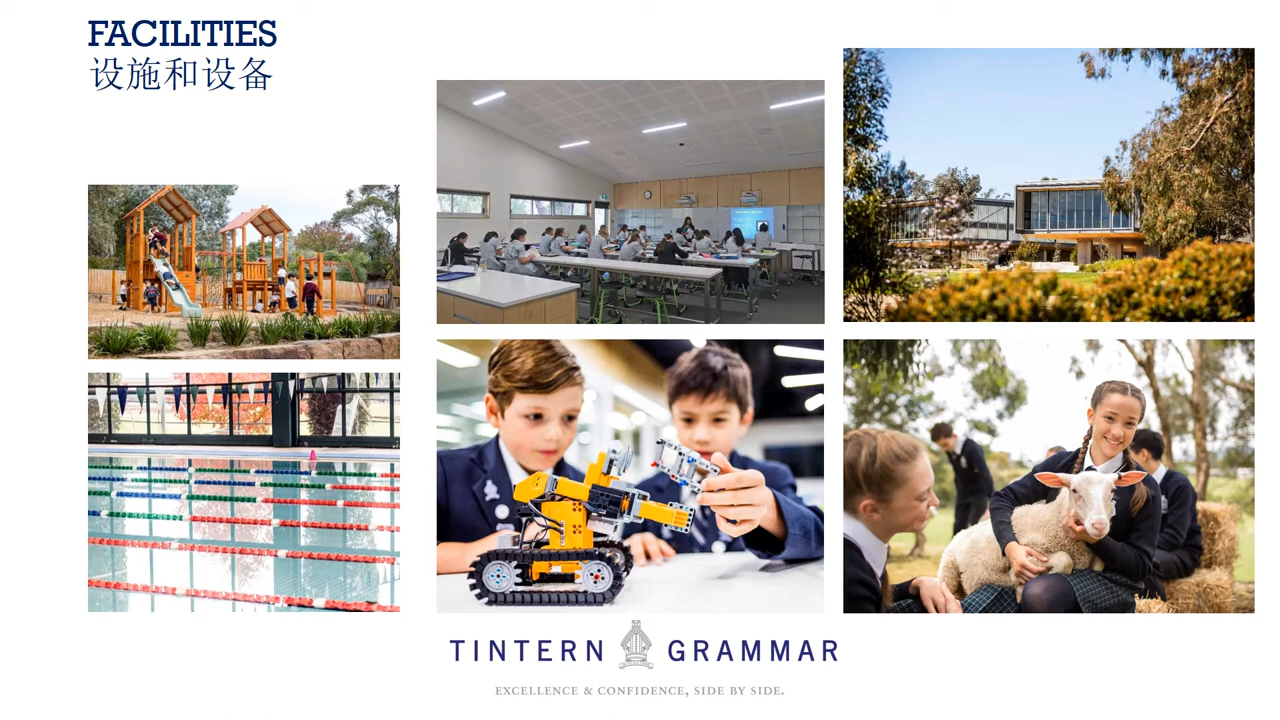 FACILITIES
设施和设备
TINTERN GRAMMAR
EXCELLENCE & CONFIDENCE, SIDE BY SIDE.